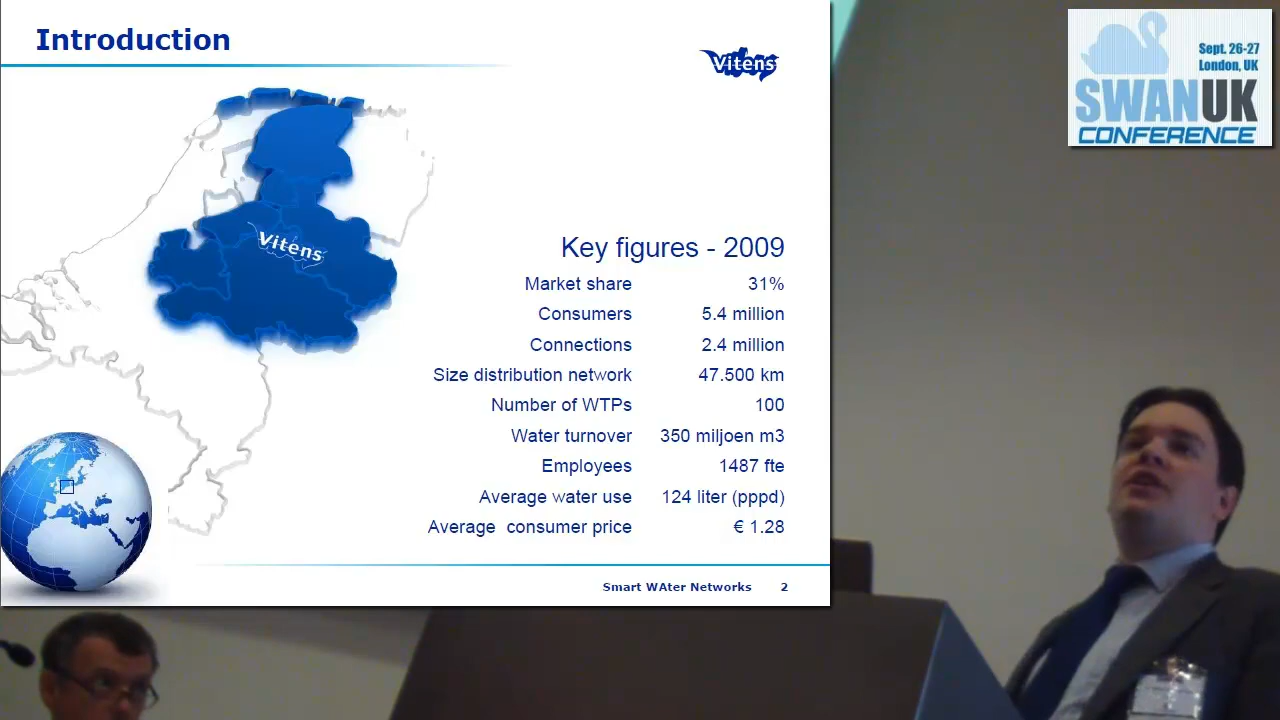 Introduction
Vitens
Vitens
Key figures - 2009
Market share 31%
Consumers 5.4 million
Connections 2.4 million
Size distribution network 47.500 km
Number of WTPs 100
Water turnover 350 miljoen m3
Employees 1487 fte
Average water use 124 liter (pppd)
Average consumer price € 1.28
Smart WAter Networks 2
Sept. 26-27
London, UK
SWANUK
CONFERENCE